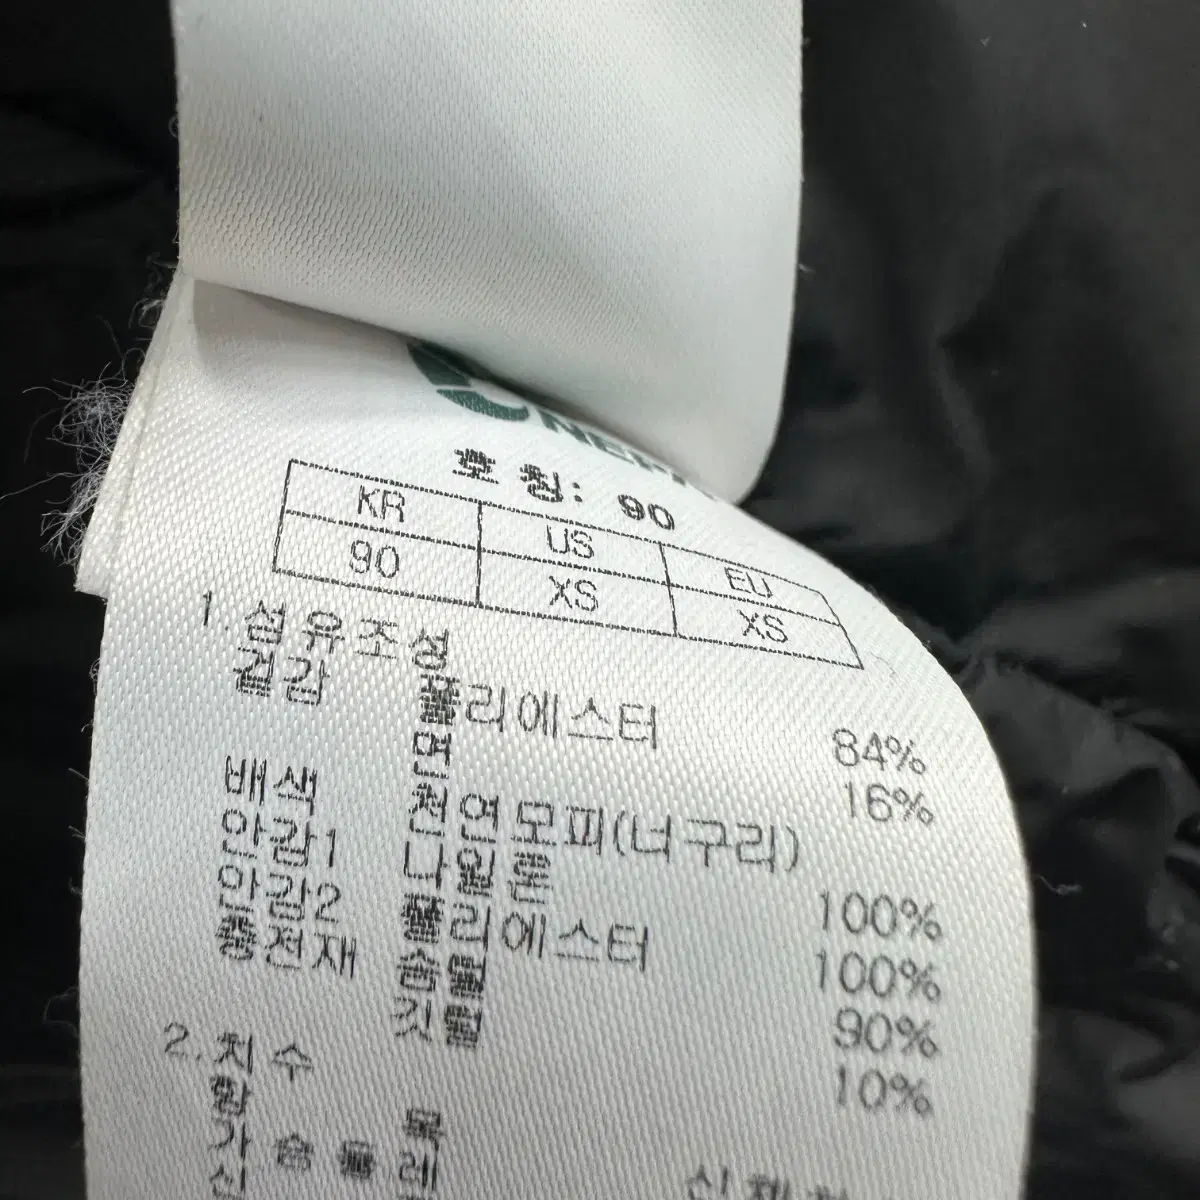 호 칭: 90
KR US EU
90 XS XS
1.섬유조성
겉감 폴리에스터 84%
면 16%
배색 천연모피(너구리)
안감1 나일론 100%
안감2 폴리에스터 100%
충전재 솜털 90%
깃털 10%
2.치수